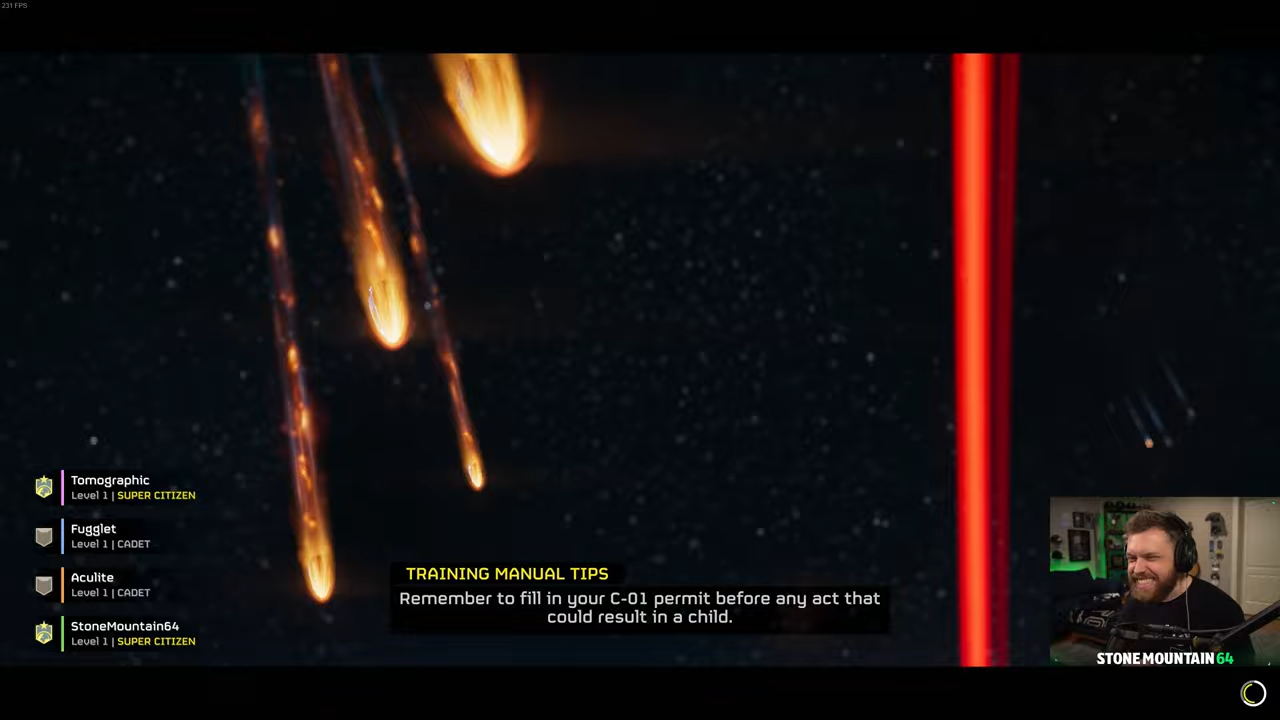 231 FPS
Tomographic
Level 1 | SUPER CITIZEN
Fugglet
Level 1 | CADET
Aculite
Level 1 | CADET
StoneMountain64
Level 1 | SUPER CITIZEN
TRAINING MANUAL TIPS
Remember to fill in your C-01 permit before any act that
could result in a child.
STONE MOUNTAIN 64